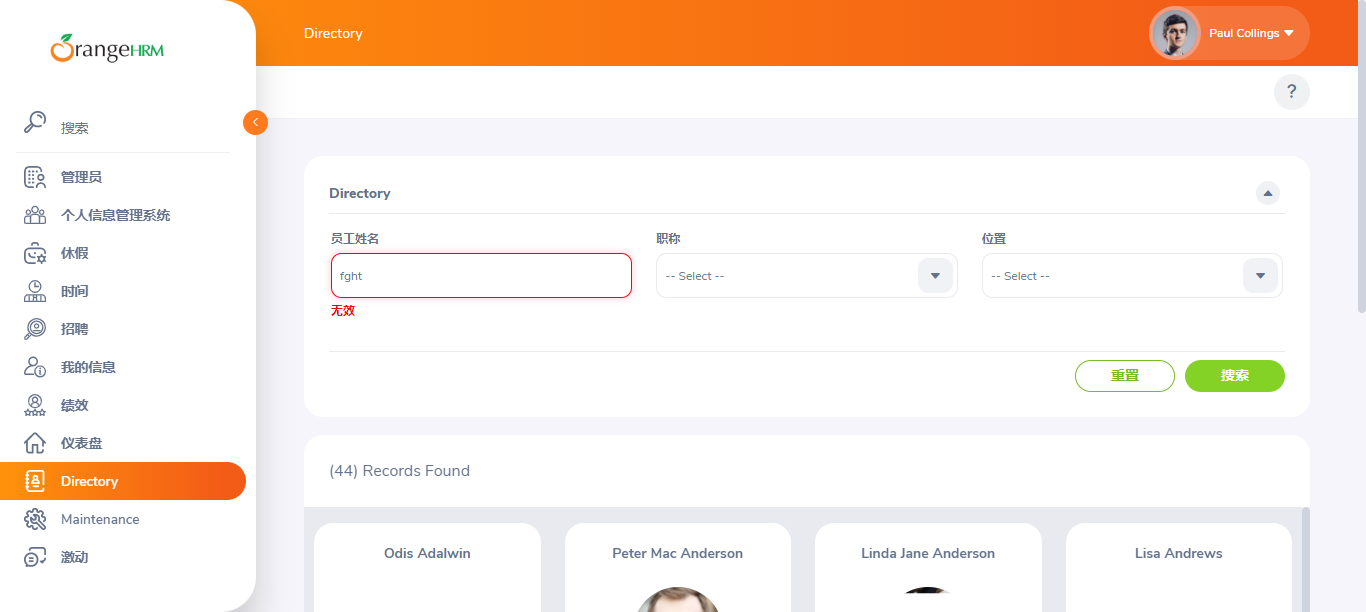 OrangeHRM
Directory
Paul Collings
?
搜索
管理员
个人信息管理系统
休假
时间
招聘
我的信息
绩效
仪表盘
Directory
Maintenance
激动
Directory
员工姓名
职称
位置
fght
-- Select --
-- Select --
无效
重置
搜索
(44) Records Found
Odis Adalwin
Peter Mac Anderson
Linda Jane Anderson
Lisa Andrews